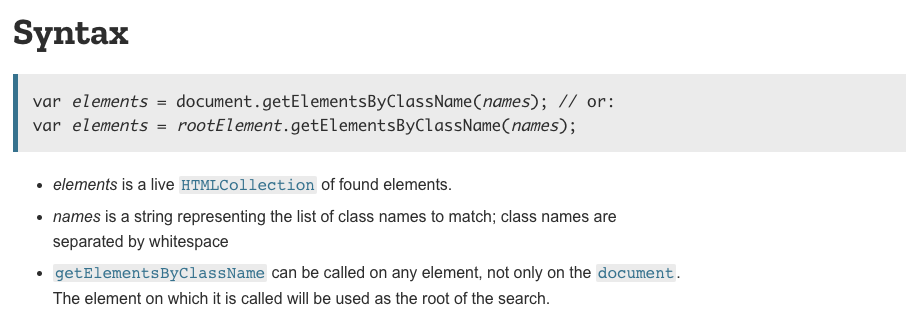 Syntax
var elements = document.getElementsByClassName(names); // or:
var elements = rootElement.getElementsByClassName(names);
• elements is a live HTMLCollection of found elements.
• names is a string representing the list of class names to match; class names are
separated by whitespace
• getElementsByClassName can be called on any element, not only on the document.
The element on which it is called will be used as the root of the search.